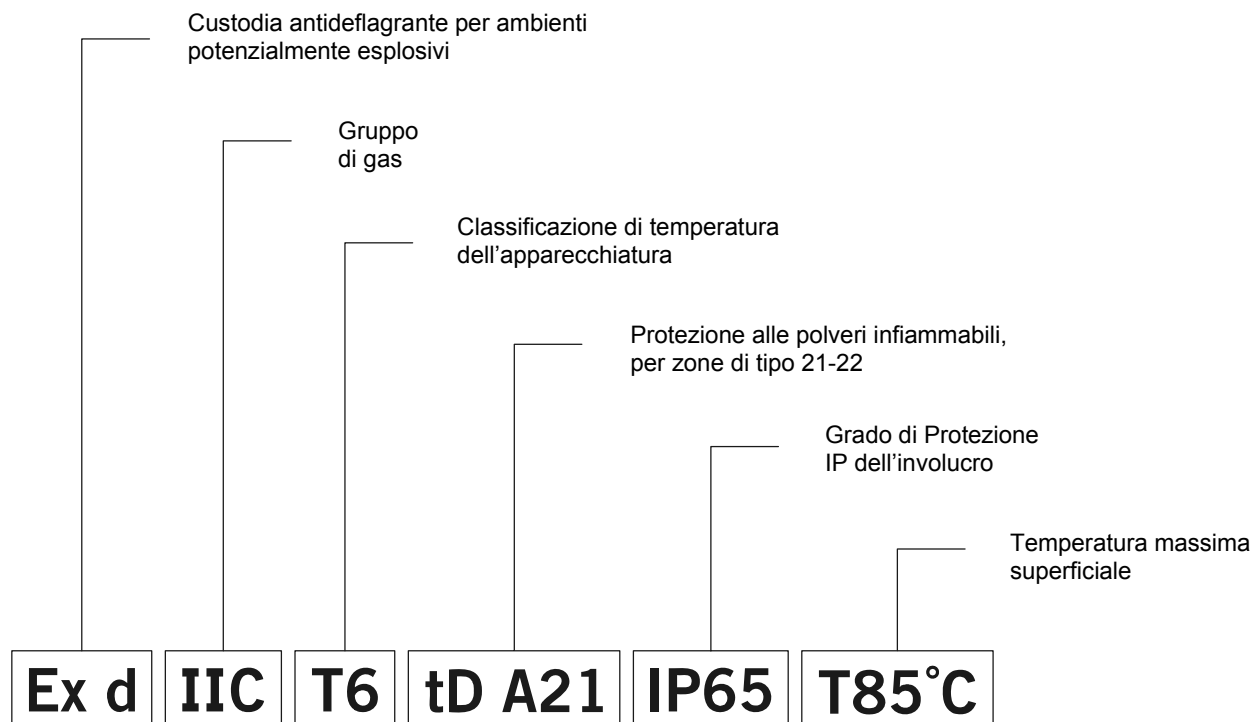 Custodia antideflagrante per ambienti
potenzialmente esplosivi
Gruppo
di gas
Classificazione di temperatura
dell’apparecchiatura
Protezione alle polveri infiammabili,
per zone di tipo 21-22
Grado di Protezione
IP dell’involucro
Temperatura massima
superficiale
Ex d IIC T6 tD A21 IP65 T85°C